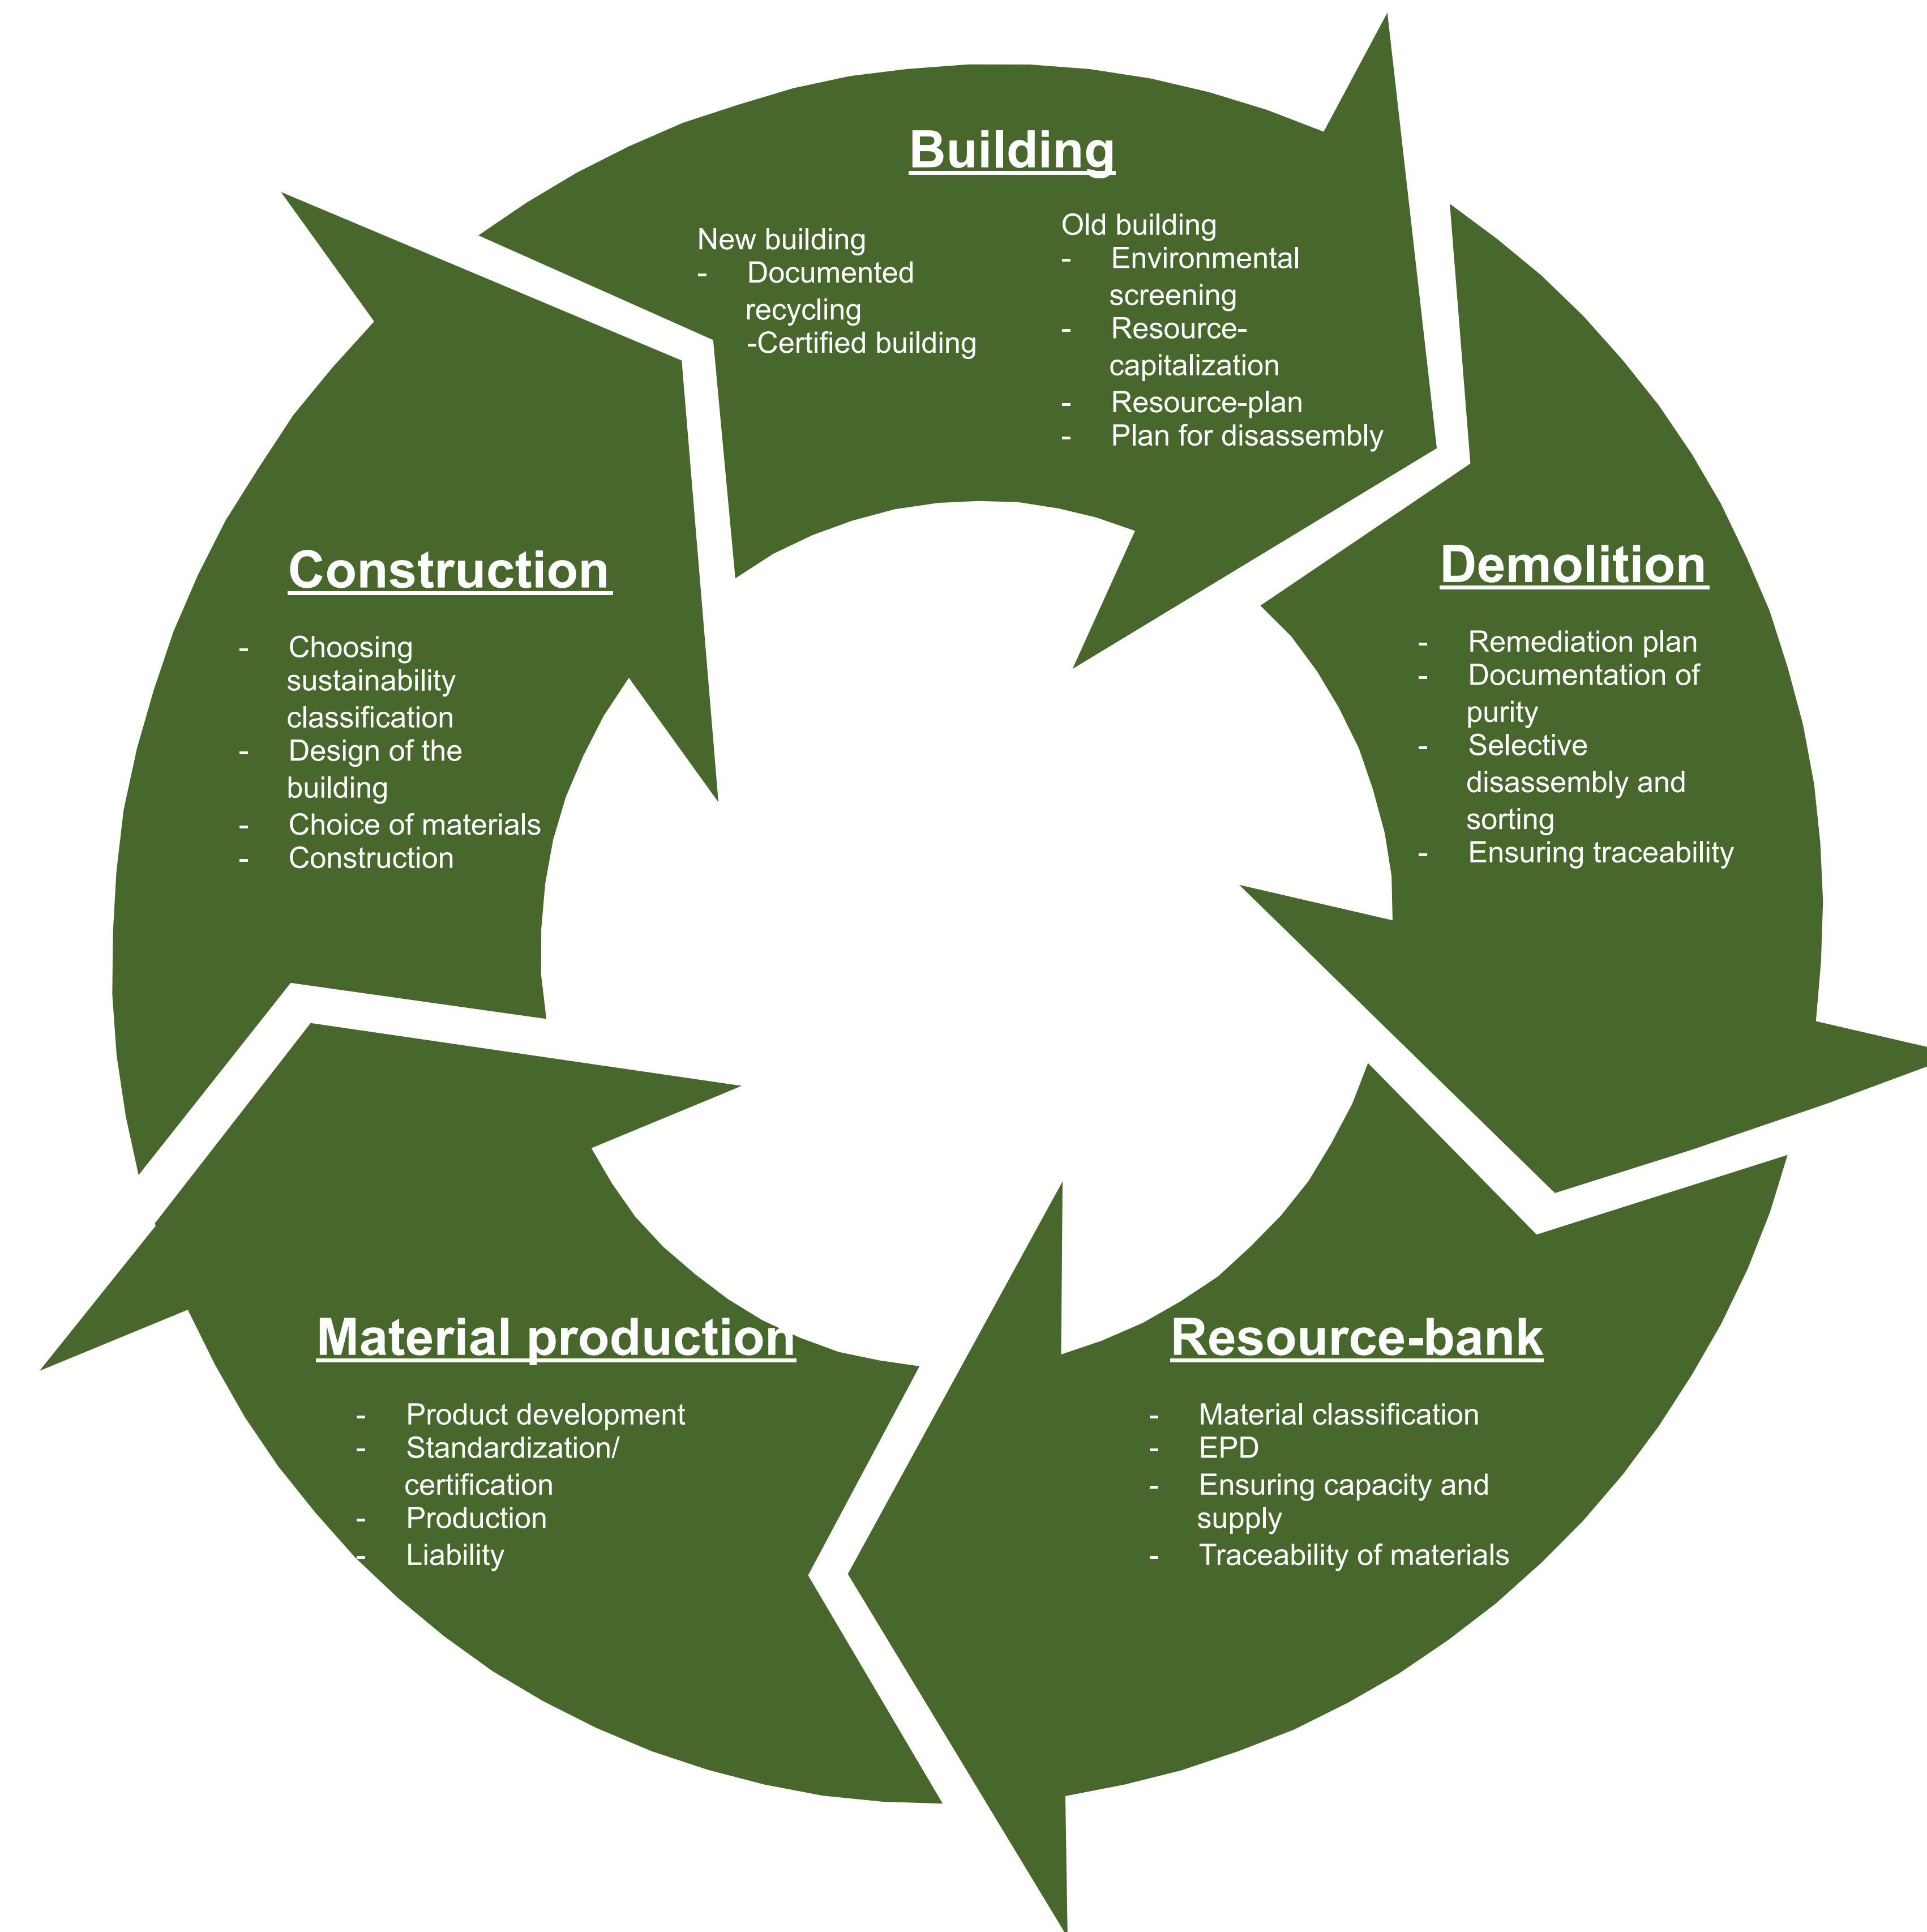 Building
New building
- Documented
recycling
-Certified building
Old building
- Environmental
screening
- Resource-
capitalization
- Resource-plan
- Plan for disassembly
Demolition
- Remediation plan
- Documentation of
purity
- Selective
disassembly and
sorting
- Ensuring traceability
Resource-bank
- Material classification
- EPD
- Ensuring capacity and
supply
- Traceability of materials
Material production
- Product development
- Standardization/
certification
- Production
- Liability
Construction
- Choosing
sustainability
classification
- Design of the
building
- Choice of materials
- Construction